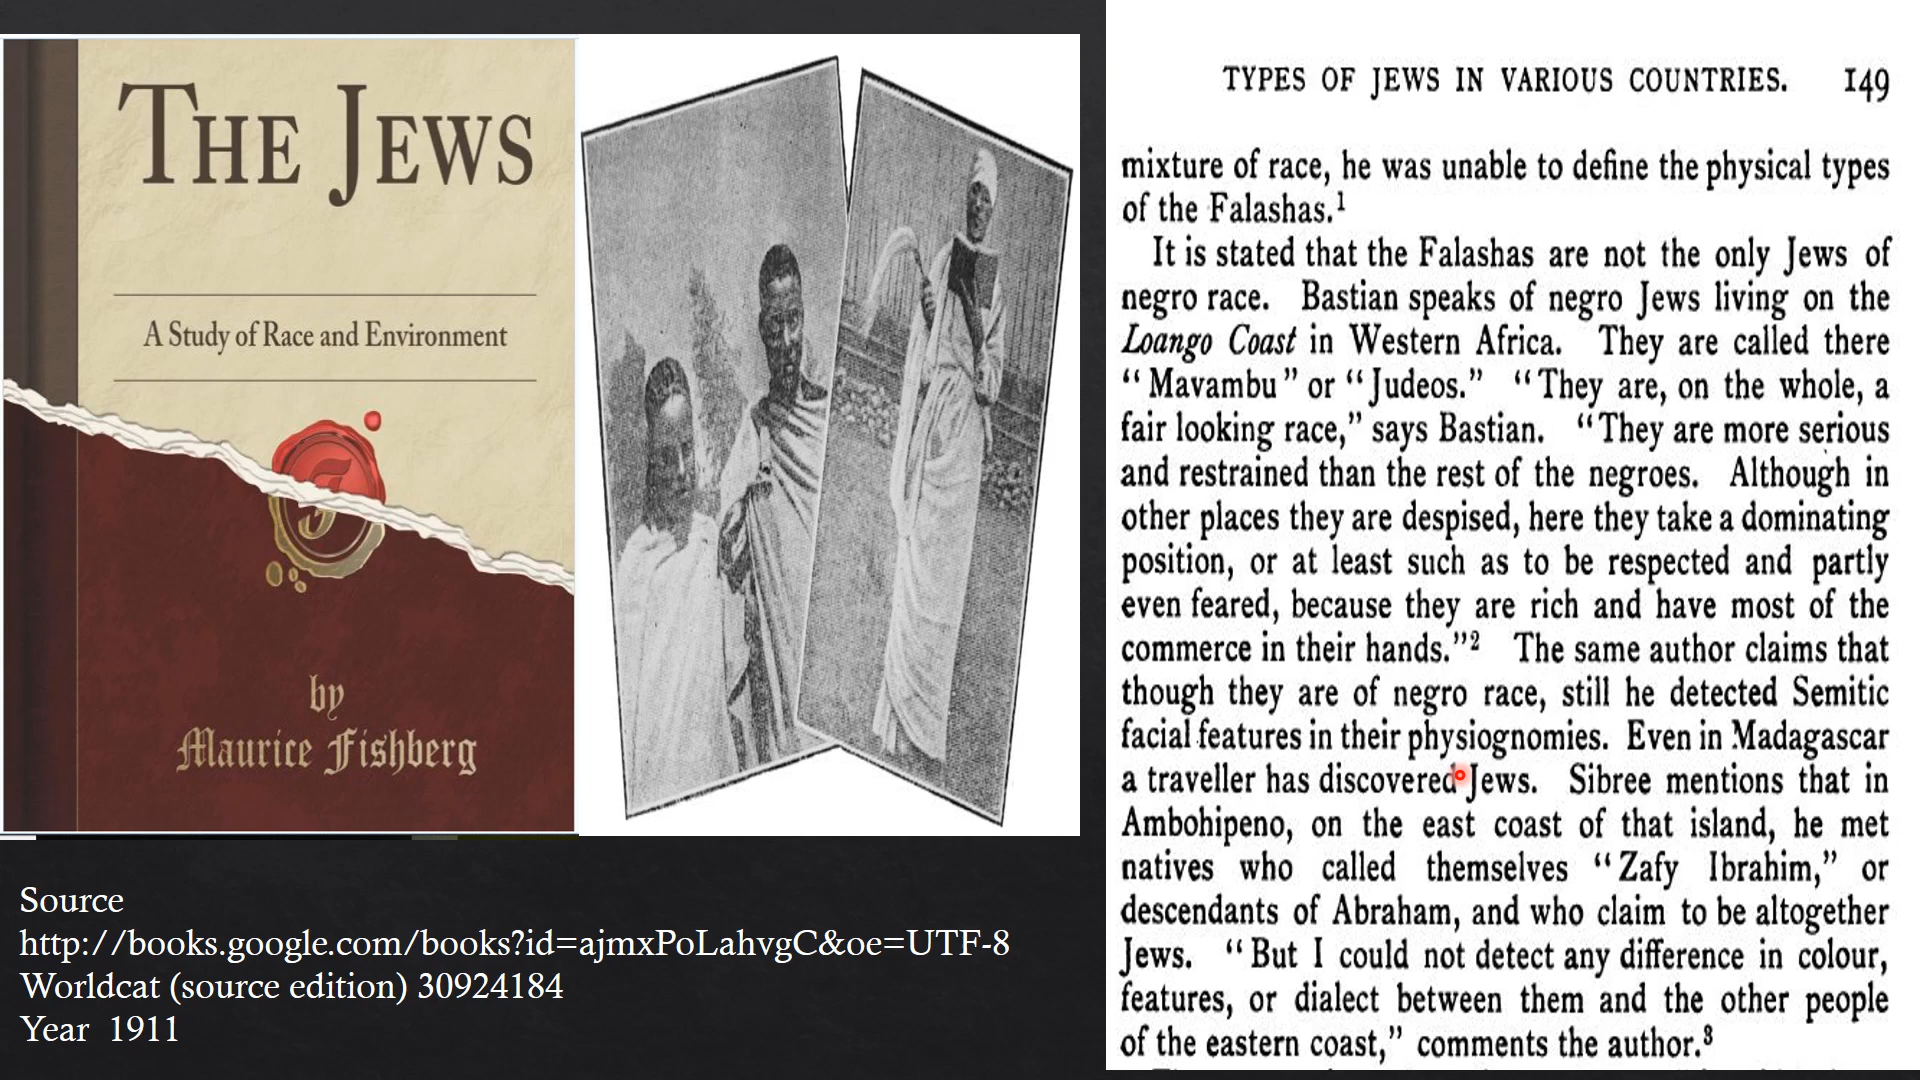 THE JEWS
A Study of Race and Environment
by
Maurice Fishberg
Source
http://books.google.com/books?id=ajmxPoLahvgC&oe=UTF-8
Worldcat (source edition) 30924184
Year 1911
TYPES OF JEWS IN VARIOUS COUNTRIES. 149
mixture of race, he was unable to define the physical types
of the Falashas.¹
It is stated that the Falashas are not the only Jews of
negro race. Bastian speaks of negro Jews living on the
Loango Coast in Western Africa. They are called there
“Mavambu” or “Judeos.” “They are, on the whole, a
fair looking race,” says Bastian. “They are more serious
and restrained than the rest of the negroes. Although in
other places they are despised, here they take a dominating
position, or at least such as to be respected and partly
even feared, because they are rich and have most of the
commerce in their hands.”² The same author claims that
though they are of negro race, still he detected Semitic
facial features in their physiognomies. Even in Madagascar
a traveller has discovered Jews. Sibree mentions that in
Ambohipeno, on the east coast of that island, he met
natives who called themselves “Zafy Ibrahim,” or
descendants of Abraham, and who claim to be altogether
Jews. “But I could not detect any difference in colour,
features, or dialect between them and the other people
of the eastern coast,” comments the author.³